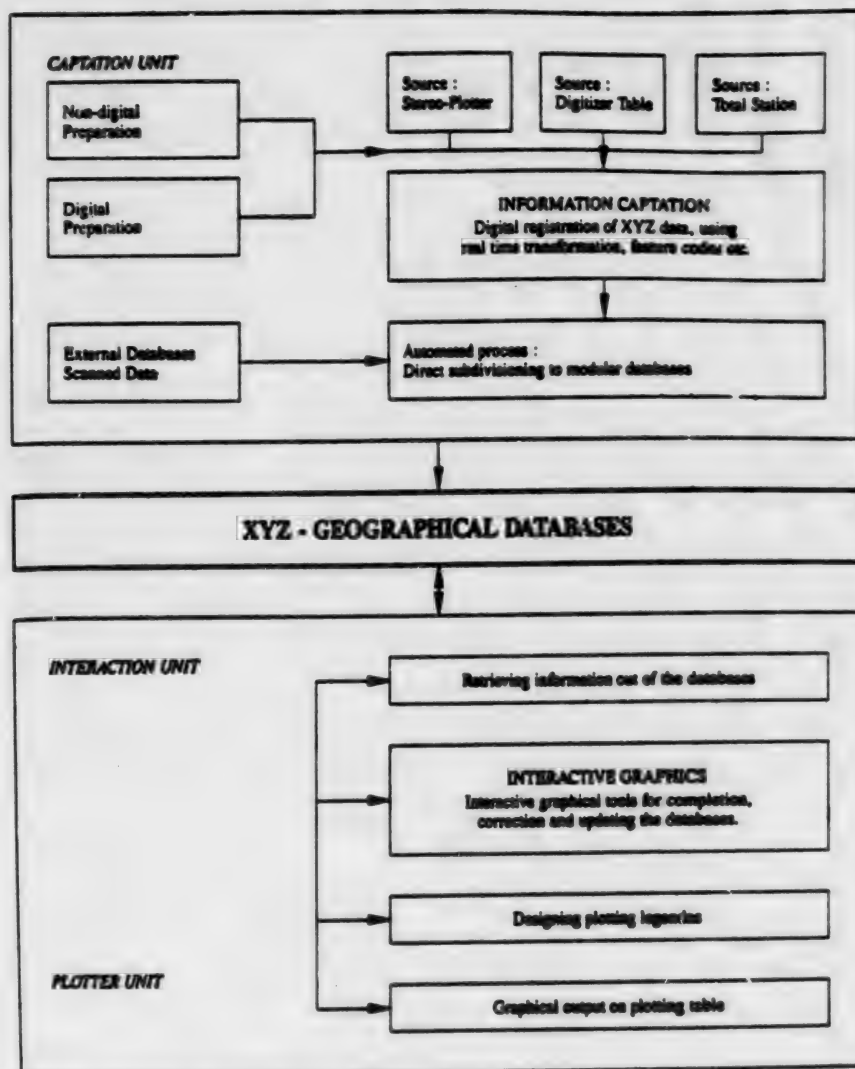 CAPTATION UNIT
Non-digital
Preparation
Digital
Preparation
External Databases
Scanned Data
Source :
Stereo-Plotter
Source :
Digitizer Table
Source :
Total Station
INFORMATION CAPTATION
Digital registration of XYZ data, using
real time transformation, feature codes etc.
Automated process :
Direct subdivisioning to modular databases
XYZ - GEOGRAPHICAL DATABASES
INTERACTION UNIT
Retrieving information out of the databases
INTERACTIVE GRAPHICS
Interactive graphical tools for completion,
correction and updating the databases.
Designing plotting
PLOTTER UNIT
Graphical output on plotting table